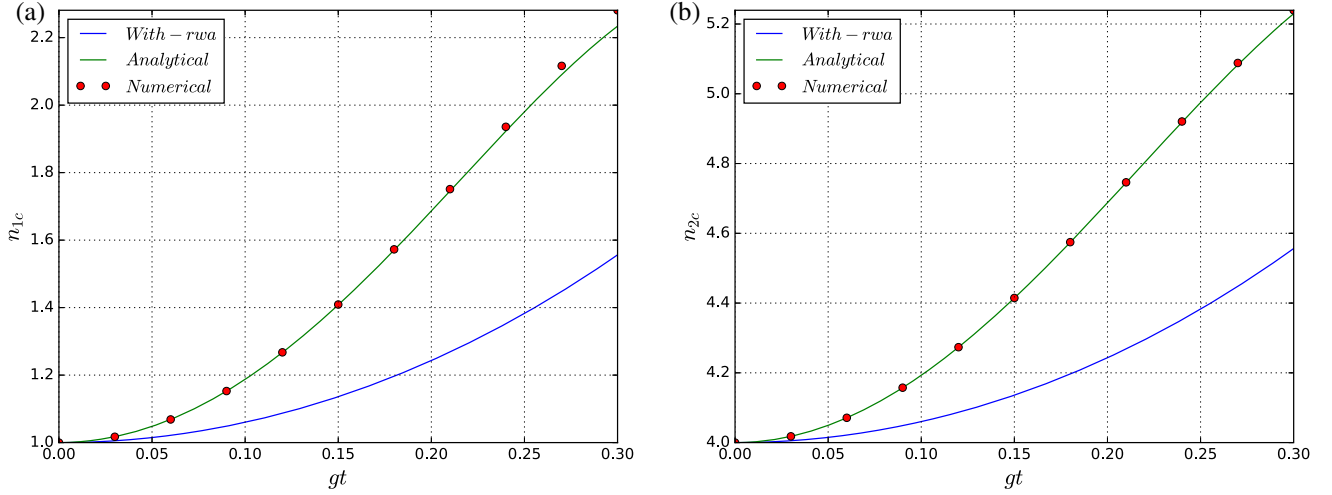 (a)
With − rwa
Analytical
Numerical
n1c
2.2
2.0
1.8
1.6
1.4
1.2
1.0
0.00 0.05 0.10 0.15 0.20 0.25 0.30
gt
(b)
With − rwa
Analytical
Numerical
n2c
5.2
5.0
4.8
4.6
4.4
4.2
4.0
0.00 0.05 0.10 0.15 0.20 0.25 0.30
gt